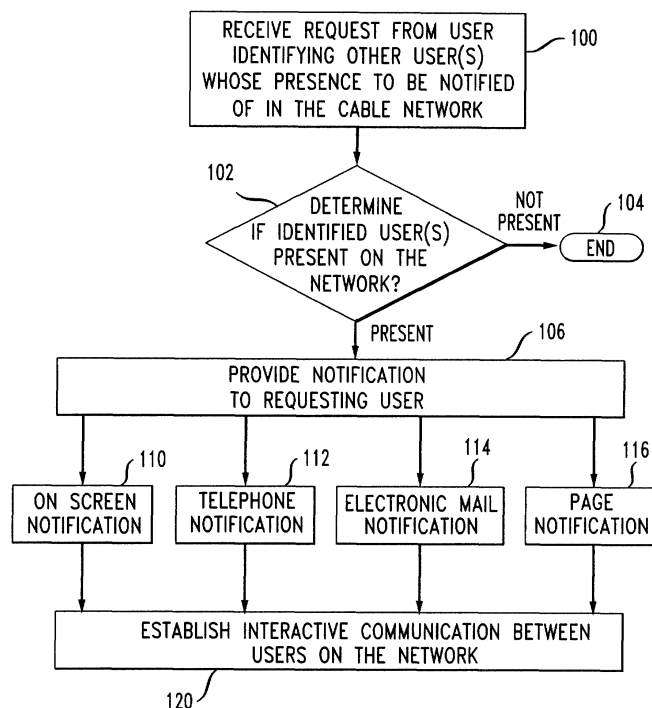 RECEIVE REQUEST FROM USER
IDENTIFYING OTHER USER(S)
WHOSE PRESENCE TO BE NOTIFIED
OF IN THE CABLE NETWORK
100
102
DETERMINE
IF IDENTIFIED USER(S)
PRESENT ON THE
NETWORK?
NOT
PRESENT
104
END
PRESENT
106
PROVIDE NOTIFICATION
TO REQUESTING USER
110
112
114
116
ON SCREEN
NOTIFICATION
TELEPHONE
NOTIFICATION
ELECTRONIC MAIL
NOTIFICATION
PAGE
NOTIFICATION
ESTABLISH INTERACTIVE COMMUNICATION BETWEEN
USERS ON THE NETWORK
120